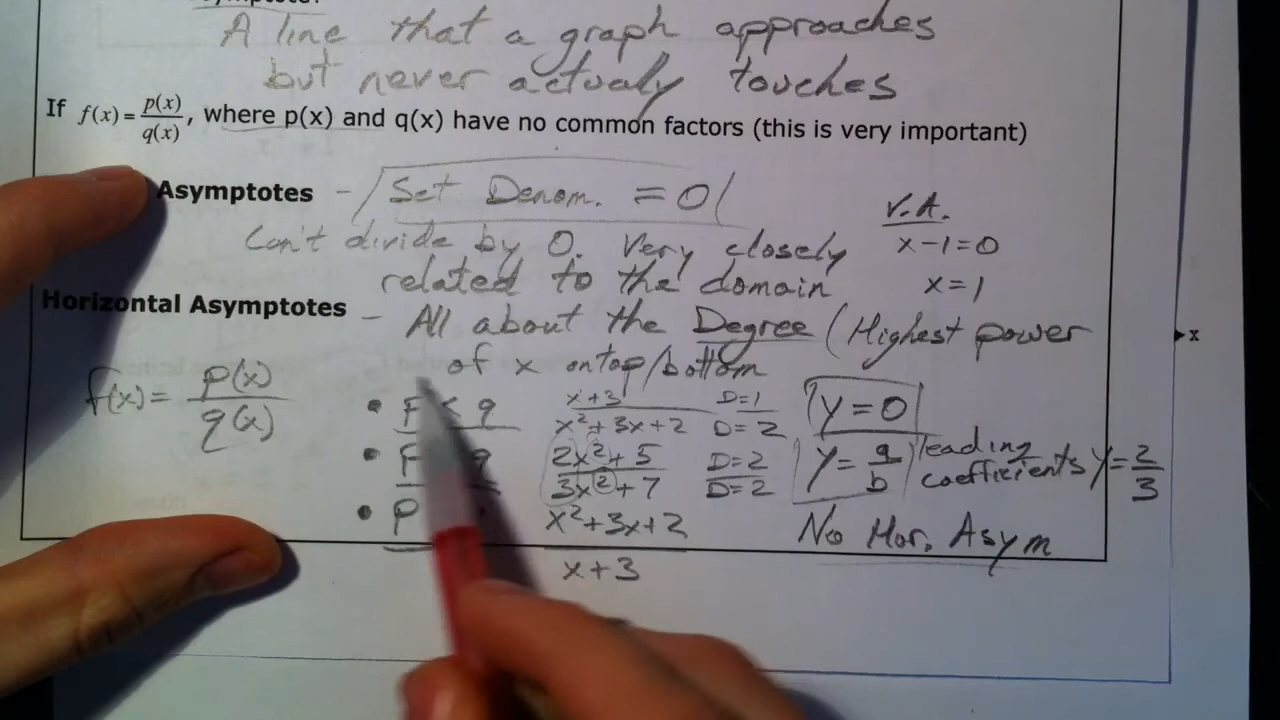 A line that a graph approaches
but never actualy touches
If f(x) = p(x)/q(x), where p(x) and q(x) have no common factors (this is very important)
Asymptotes - Set Denom. = 0
V.A.
Can't divide by 0. Very closely x-1=0
related to the domain x=1
Horizontal Asymptotes - All about the Degree (Highest power
of x ontop/bottom
x
f(x) = p(x)/q(x)
• P < q x+3/x²+3x+2 D=1/D=2 y=0
• q 2x²+5/3x²+7 D=2/D=2 y=a/b leading coefficients y=2/3
• P x²+3x+2/x+3 No Hor. Asym